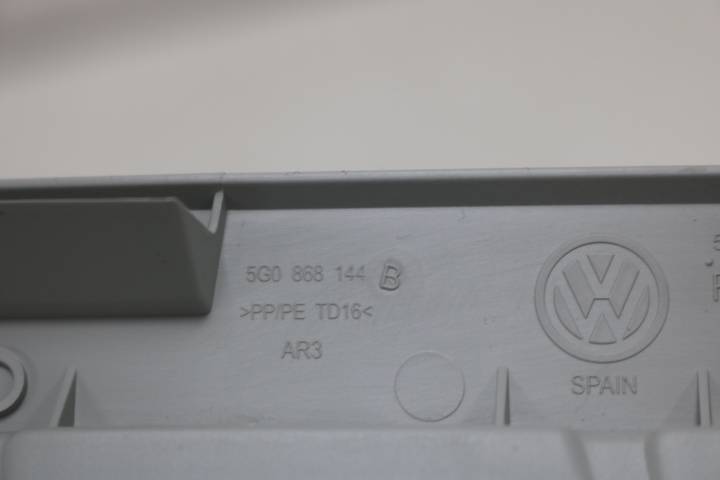 5G0 868 144 B
>PP/PE TD16<
AR3
VW
SPAIN